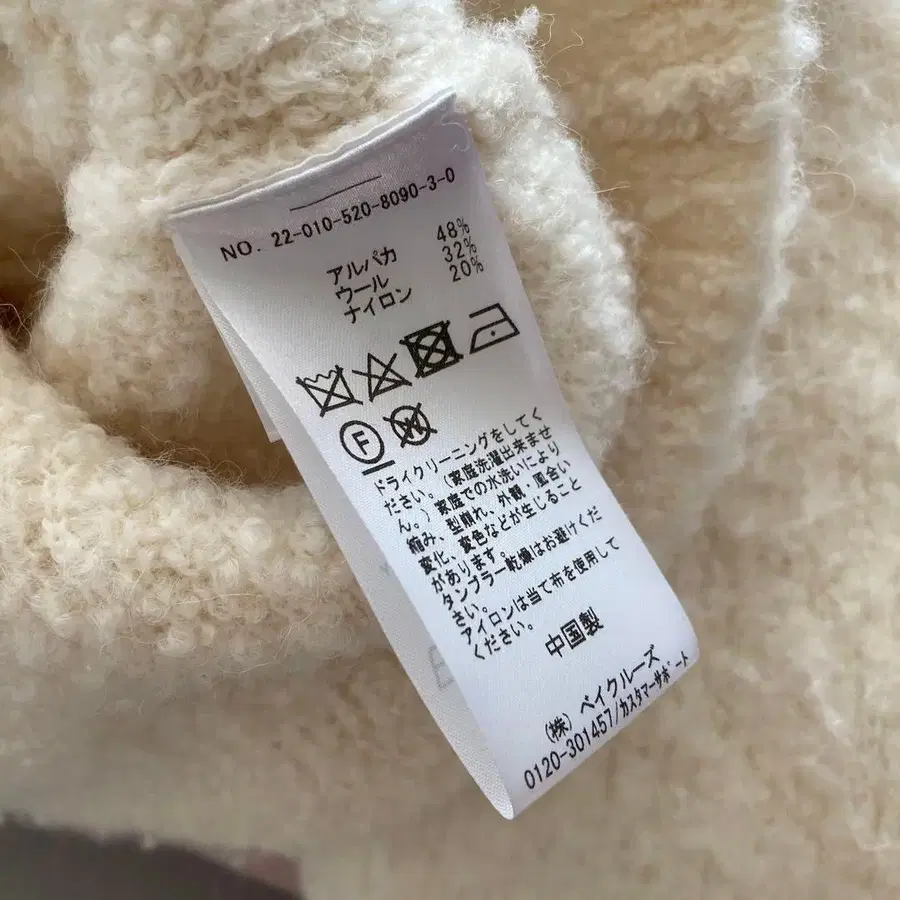 NO. 22-010-520-8090-3-0
アルパカ 48%
ウール 32%
ナイロン 20%
F
W
ドライクリーニングをしてく
ださい。(家庭洗濯出来ませ
ん。)家庭での水洗いにより
縮み、型崩れ、外観・風合い
変化、変色などが生じること
があります。
タンブラー乾燥はお避けくだ
さい。
アイロンは当て布を使用して
ください。
中国製
(株) ベイクルーズ
0120-301457/カスタマーサポート